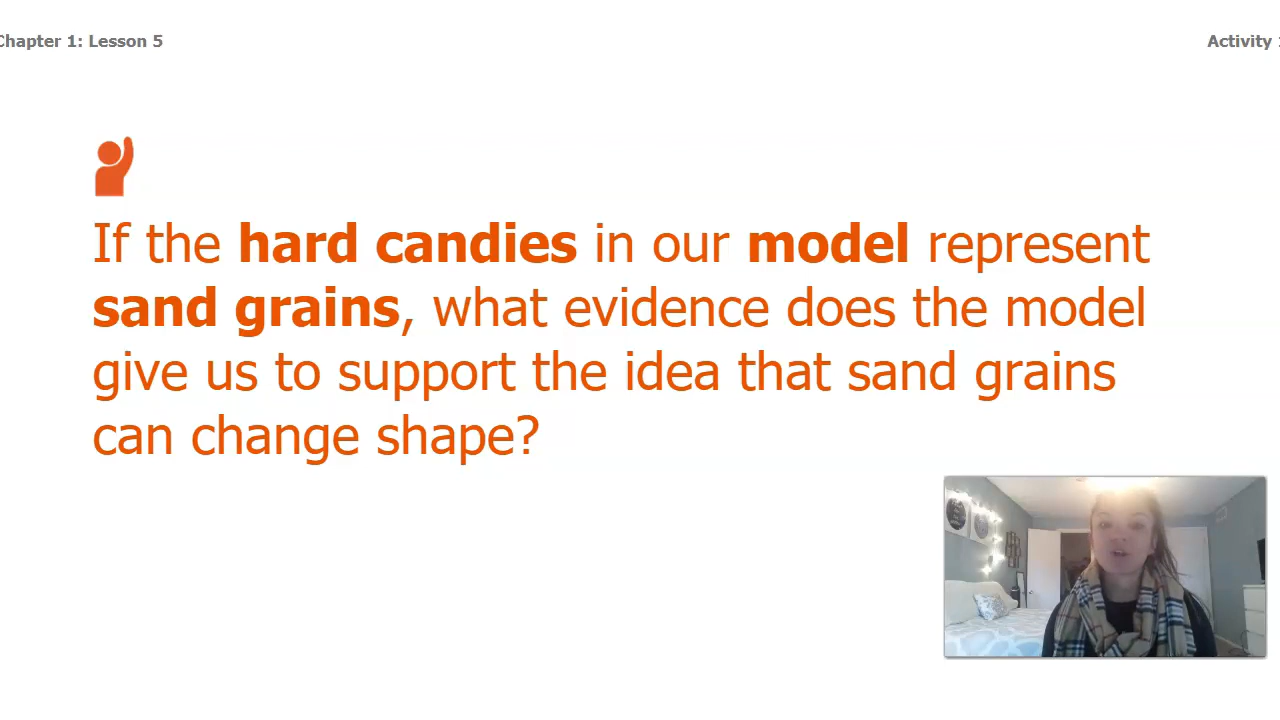 Chapter 1: Lesson 5
Activity
If the hard candies in our model represent
sand grains, what evidence does the model
give us to support the idea that sand grains
can change shape?